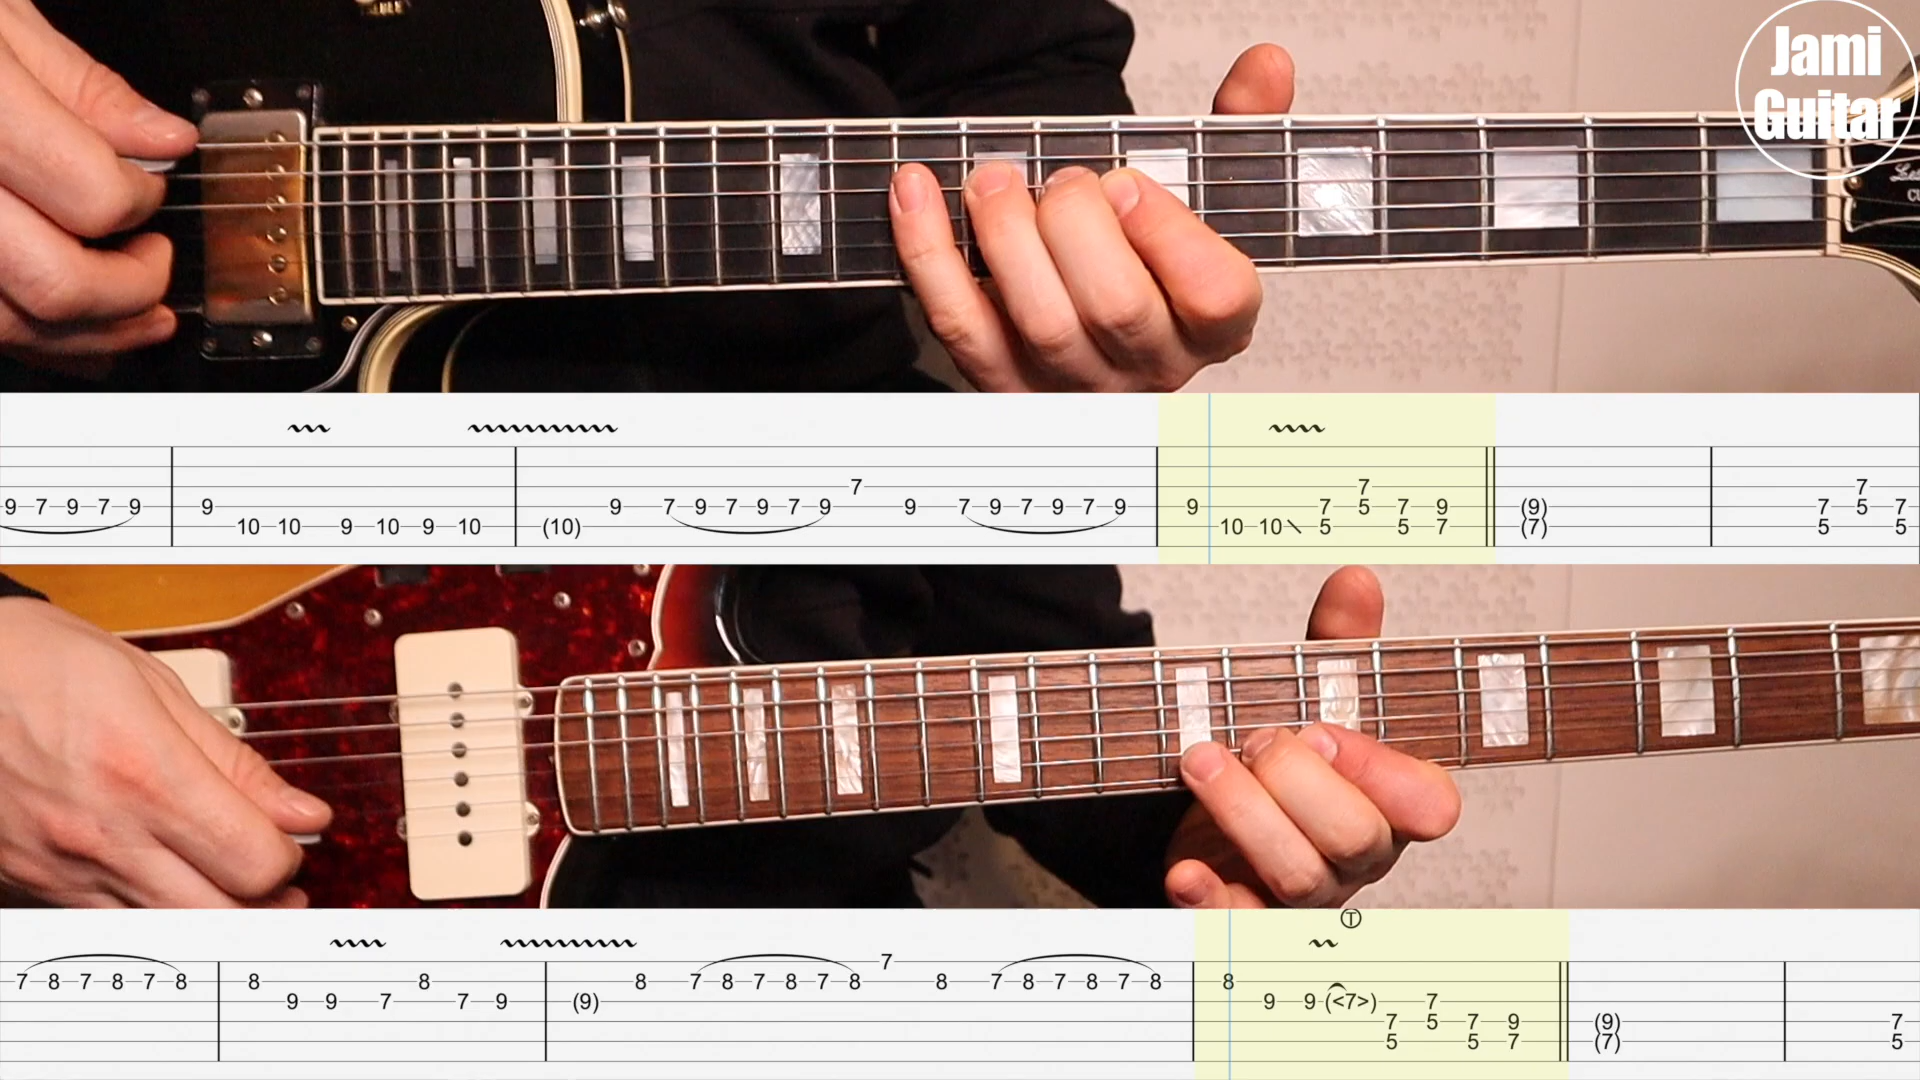 Jami
Guitar
9 7 9 7 9 9 10 10 9 10 9 10 (10) 9 7 9 7 9 7 9 7 9 7 9 7 9 7 9 9 10 10 7 5 7 5 7 5 9 7 (9) (7) 7 5 7 5 7 5
T
7 8 7 8 7 8 8 9 9 7 8 7 9 (9) 8 7 8 7 8 7 8 7 8 7 8 7 8 7 8 8 9 9 (<7>) 7 5 7 5 7 5 9 7 (9) (7) 7 5